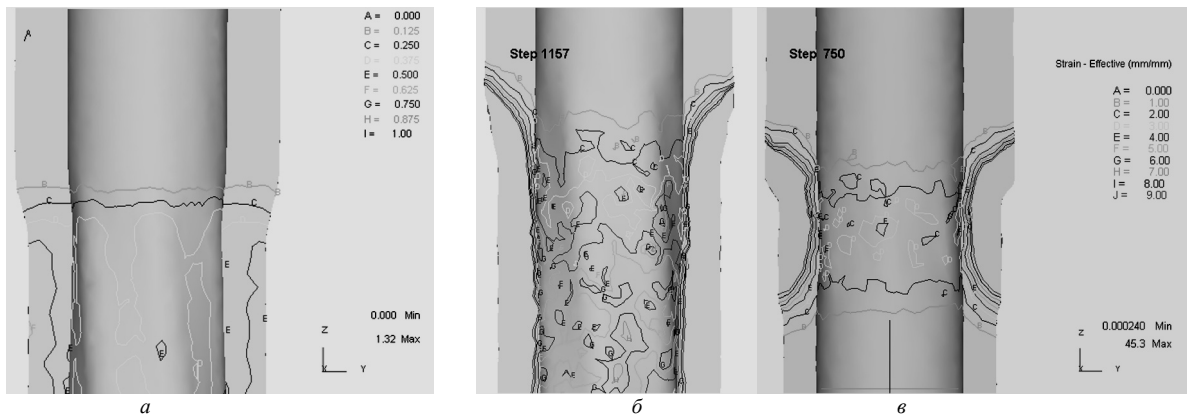 A = 0.000
B = 0.125
C = 0.250
D = 0.375
E = 0.500
F = 0.625
G = 0.750
H = 0.875
I = 1.00
0.000 Min
1.32 Max
Z
X Y
Step 1157
Step 750
Strain - Effective (mm/mm)
A = 0.000
B = 1.00
C = 2.00
D = 3.00
E = 4.00
F = 5.00
G = 6.00
H = 7.00
I = 8.00
J = 9.00
0.000240 Min
45.3 Max
Z
X Y
а
б
в